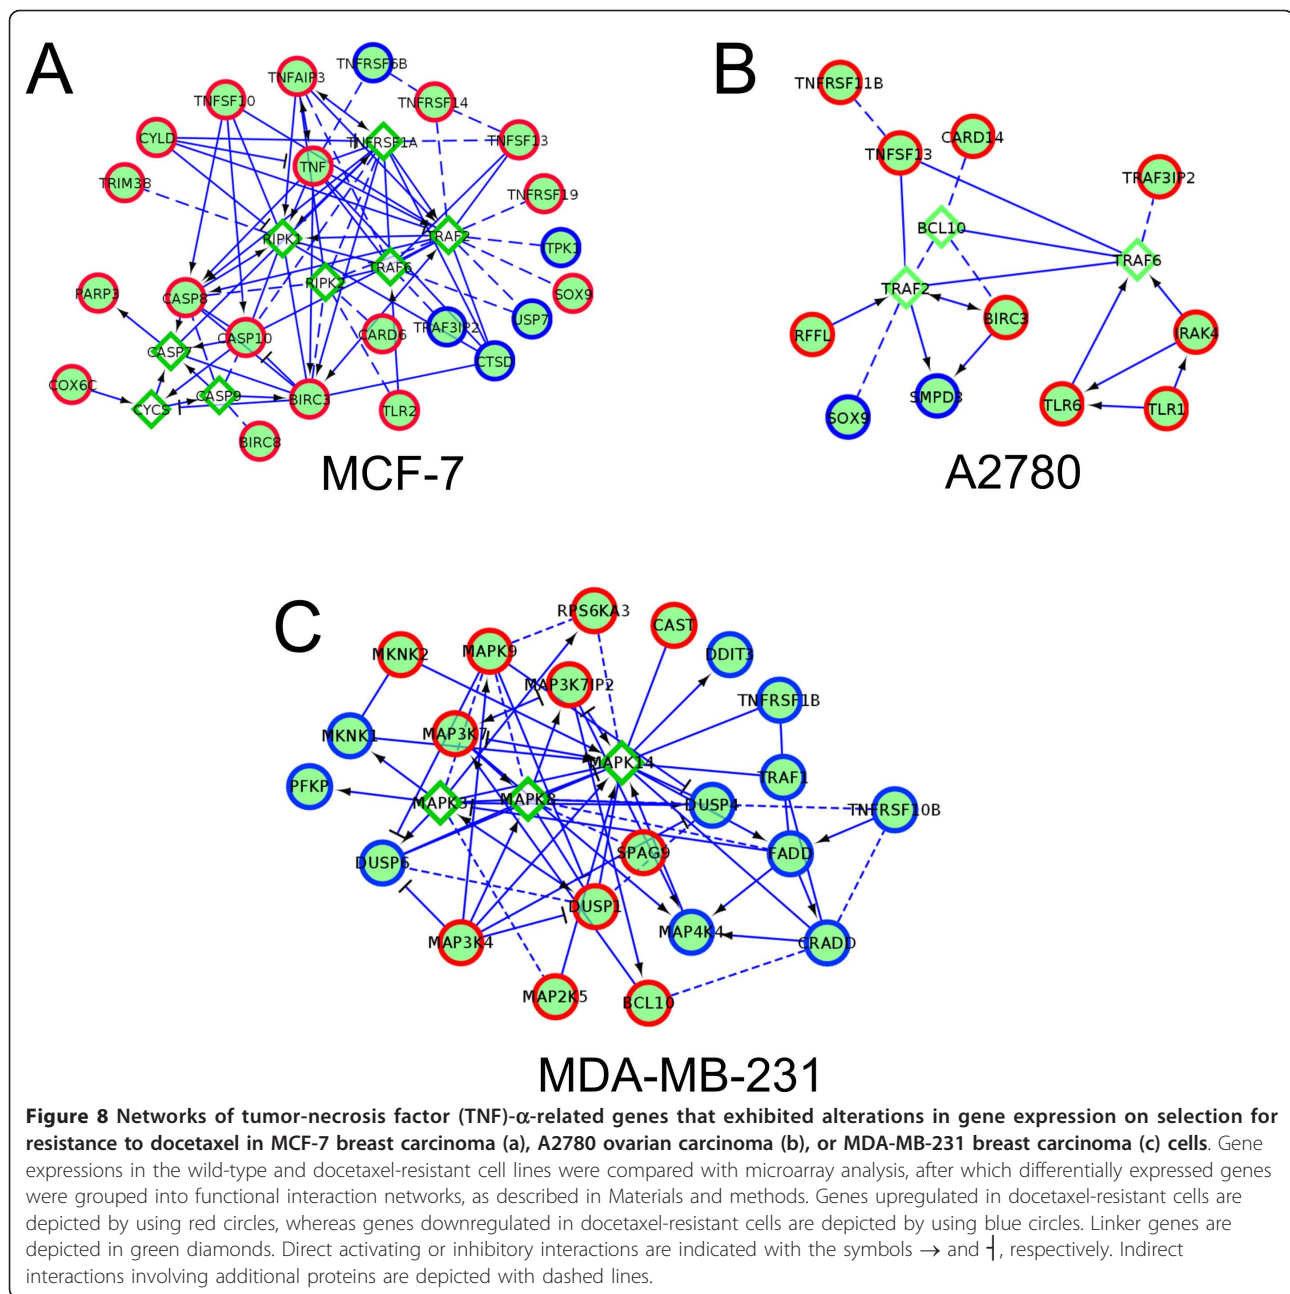 A
TNFRSF6B
TNFAIP3
TNFSF10
TNFRSF14
CYLD
TNFRSF1A
TNFSF13
TNF
TRIM38
TNFRSF19
RIPK1
TRAF2
TPK1
TRAF6
RIPK2
PARP3
CASP8
SOX9
USP7
TRAF3IP2
CARD6
CASP10
CASP7
CTSD
COX6C
CYCS
CASP9
BIRC3
TLR2
BIRC8
MCF-7
B
TNFRSF11B
CARD14
TNFSF13
TRAF3IP2
BCL10
TRAF6
TRAF2
RFFL
BIRC3
IRAK4
SOX9
SMPD3
TLR6
TLR1
A2780
C
RPS6KA3
CAST
MKNK2
MAPK9
DDIT3
MAP3K7IP2
TNFRSF1B
MKNK1
MAP3K7
MAPK14
TRAF1
PFKP
MAPK3
MAPK8
DUSP4
TNFRSF10B
DUSP6
SPAG9
FADD
DUSP1
MAP3K4
MAP4K4
CRADD
MAP2K5
BCL10
MDA-MB-231
Figure 8 Networks of tumor-necrosis factor (TNF)-α-related genes that exhibited alterations in gene expression on selection for
resistance to docetaxel in MCF-7 breast carcinoma (a), A2780 ovarian carcinoma (b), or MDA-MB-231 breast carcinoma (c) cells. Gene
expressions in the wild-type and docetaxel-resistant cell lines were compared with microarray analysis, after which differentially expressed genes
were grouped into functional interaction networks, as described in Materials and methods. Genes upregulated in docetaxel-resistant cells are
depicted by using red circles, whereas genes downregulated in docetaxel-resistant cells are depicted by using blue circles. Linker genes are
depicted in green diamonds. Direct activating or inhibitory interactions are indicated with the symbols → and ┤, respectively. Indirect
interactions involving additional proteins are depicted with dashed lines.